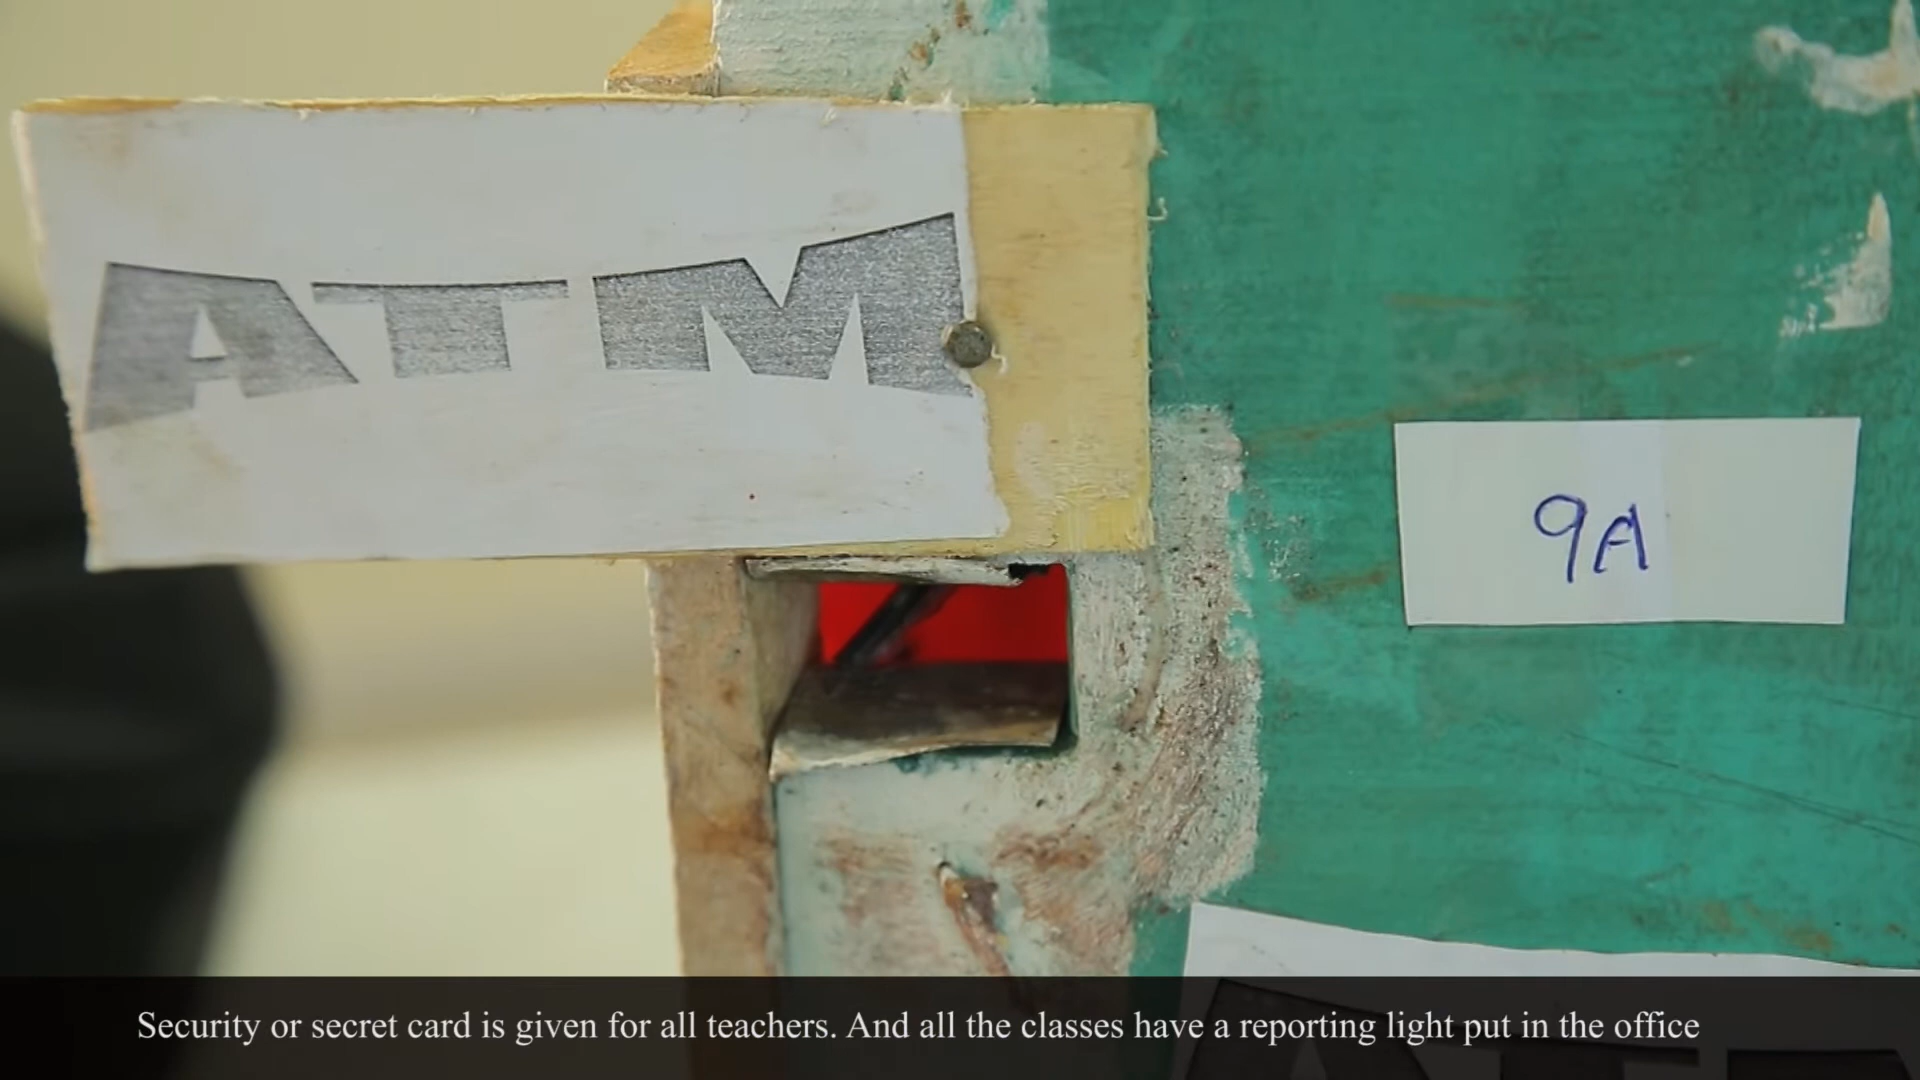 ATM
9A
Security or secret card is given for all teachers. And all the classes have a reporting light put in the office